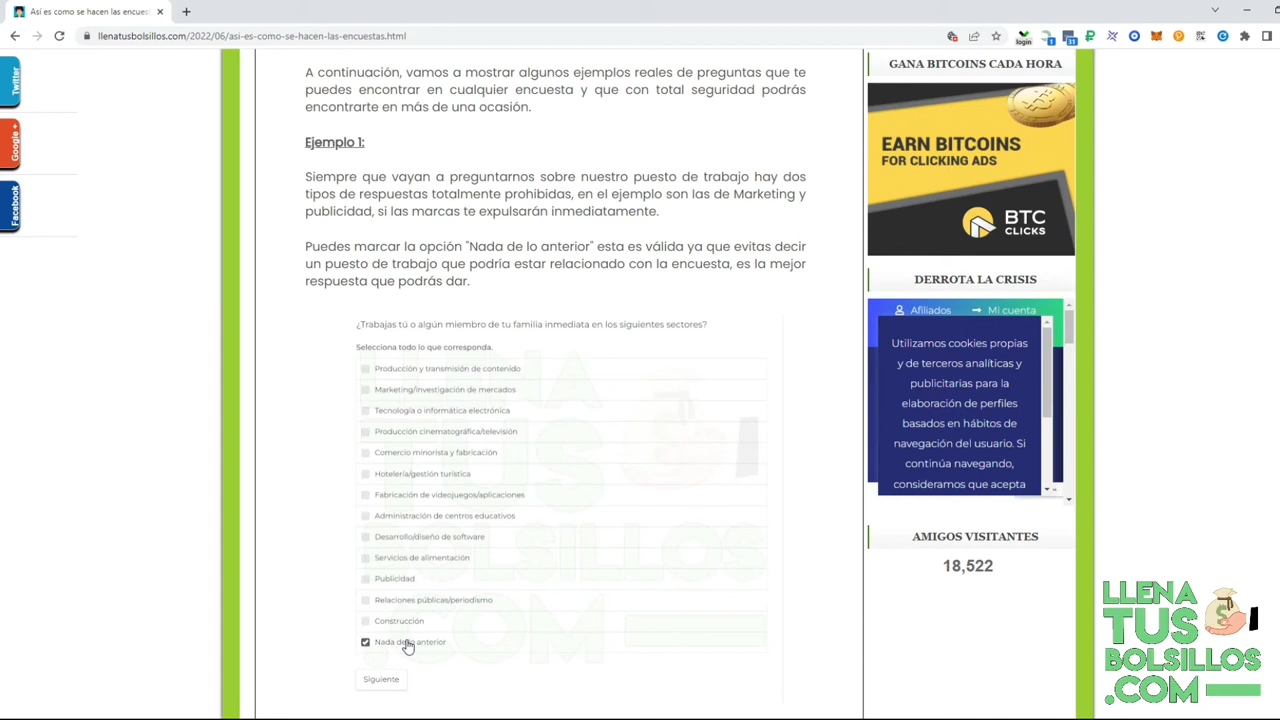 Así es como se hacen las encues
llenatusbolsillos.com/2022/06/asi-es-como-se-hacen-las-encuestas.html
login
1
31
Twitter
Google +
Facebook
A continuación, vamos a mostrar algunos ejemplos reales de preguntas que te
puedes encontrar en cualquier encuesta y que con total seguridad podrás
encontrarte en más de una ocasión.
Ejemplo 1:
Siempre que vayan a preguntarnos sobre nuestro puesto de trabajo hay dos
tipos de respuestas totalmente prohibidas, en el ejemplo son las de Marketing y
publicidad, si las marcas te expulsarán inmediatamente.
Puedes marcar la opción "Nada de lo anterior" esta es válida ya que evitas decir
un puesto de trabajo que podría estar relacionado con la encuesta, es la mejor
respuesta que podrás dar.
¿Trabajas tú o algún miembro de tu familia inmediata en los siguientes sectores?
Selecciona todo lo que corresponda.
Producción y transmisión de contenido
Marketing/investigación de mercados
Tecnología o informática electrónica
Producción cinematográfica/televisión
Comercio minorista y fabricación
Hotelería/gestión turística
Fabricación de videojuegos/aplicaciones
Administración de centros educativos
Desarrollo/diseño de software
Servicios de alimentación
Publicidad
Relaciones públicas/periodismo
Construcción
Nada de lo anterior
Siguiente
LLENA
TUS
BOLSILLOS
.COM
GANA BITCOINS CADA HORA
EARN BITCOINS
FOR CLICKING ADS
BTC
CLICKS
DERROTA LA CRISIS
Afiliados
Mi cuenta
Utilizamos cookies propias
y de terceros analíticas y
publicitarias para la
elaboración de perfiles
basados en hábitos de
navegación del usuario. Si
continúa navegando,
consideramos que acepta
AMIGOS VISITANTES
18,522
LLENA
TUS
BOLSILLOS
.COM